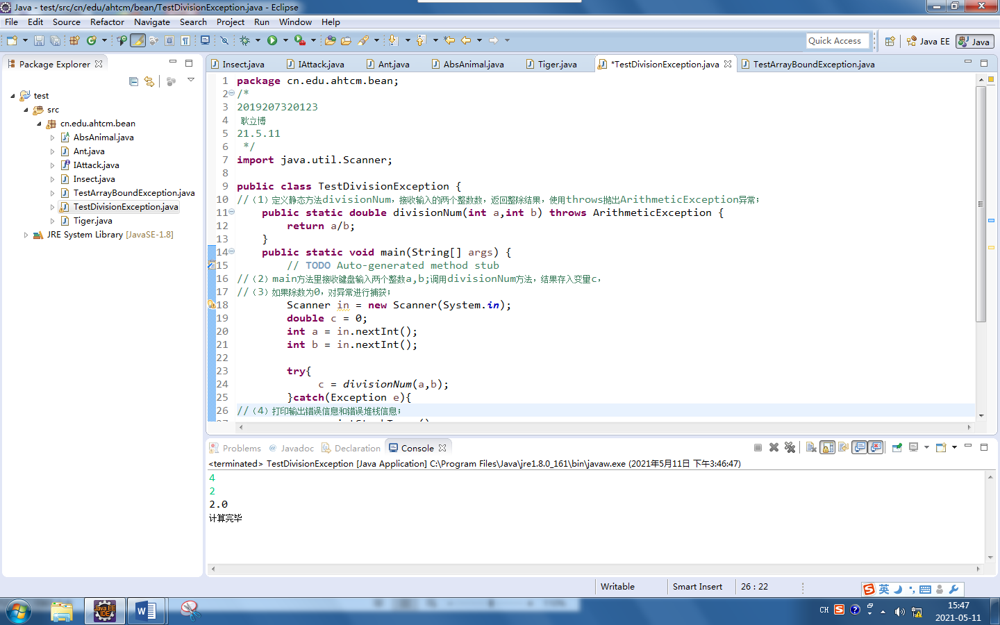 Java - test/src/cn/edu/ahtcm/bean/TestDivisionException.java - Eclipse
File Edit Source Refactor Navigate Search Project Run Window Help
Quick Access Java EE Java
Package Explorer
test
src
cn.edu.ahtcm.bean
AbsAnimal.java
Ant.java
IAttack.java
Insect.java
TestArrayBoundException.java
TestDivisionException.java
Tiger.java
JRE System Library [JavaSE-1.8]
Insect.java IAttack.java Ant.java AbsAnimal.java Tiger.java *TestDivisionException.java TestArrayBoundException.java
1 package cn.edu.ahtcm.bean;
2 /*
3 2019207320123
4 耿立博
5 21.5.11
6 */
7 import java.util.Scanner;
8
9 public class TestDivisionException {
10 //（1）定义静态方法divisionNum，接收输入的两个整数数，返回整除结果，使用throws抛出ArithmeticException异常；
11 public static double divisionNum(int a,int b) throws ArithmeticException {
12 return a/b;
13 }
14 public static void main(String[] args) {
15 // TODO Auto-generated method stub
16 //（2）main方法里接收键盘输入两个整数a,b;调用divisionNum方法，结果存入变量c，
17 //（3）如果除数为0，对异常进行捕获；
18 Scanner in = new Scanner(System.in);
19 double c = 0;
20 int a = in.nextInt();
21 int b = in.nextInt();
22
23 try{
24 c = divisionNum(a,b);
25 }catch(Exception e){
26 //（4）打印输出错误信息和错误堆栈信息；
Problems @ Javadoc Declaration Console
<terminated> TestDivisionException [Java Application] C:\Program Files\Java\jre1.8.0_161\bin\javaw.exe (2021年5月11日 下午3:46:47)
4
2
2.0
计算完毕
Writable Smart Insert 26 : 22
英
CH 15:47
2021-05-11